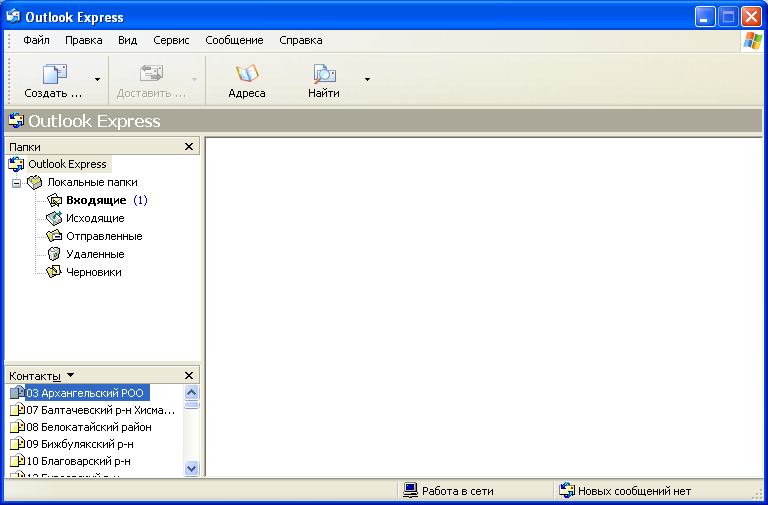 Outlook Express
Файл Правка Вид Сервис Сообщение Справка
Создать ... Доставить ... Адреса Найти
Outlook Express
Папки
Outlook Express
Локальные папки
Входящие (1)
Исходящие
Отправленные
Удаленные
Черновики
Контакты
03 Архангельский РОО
07 Балтачевский р-н Хисма...
08 Белокатайский район
09 Бижбулякский р-н
10 Благоварский р-н
Работа в сети Новых сообщений нет